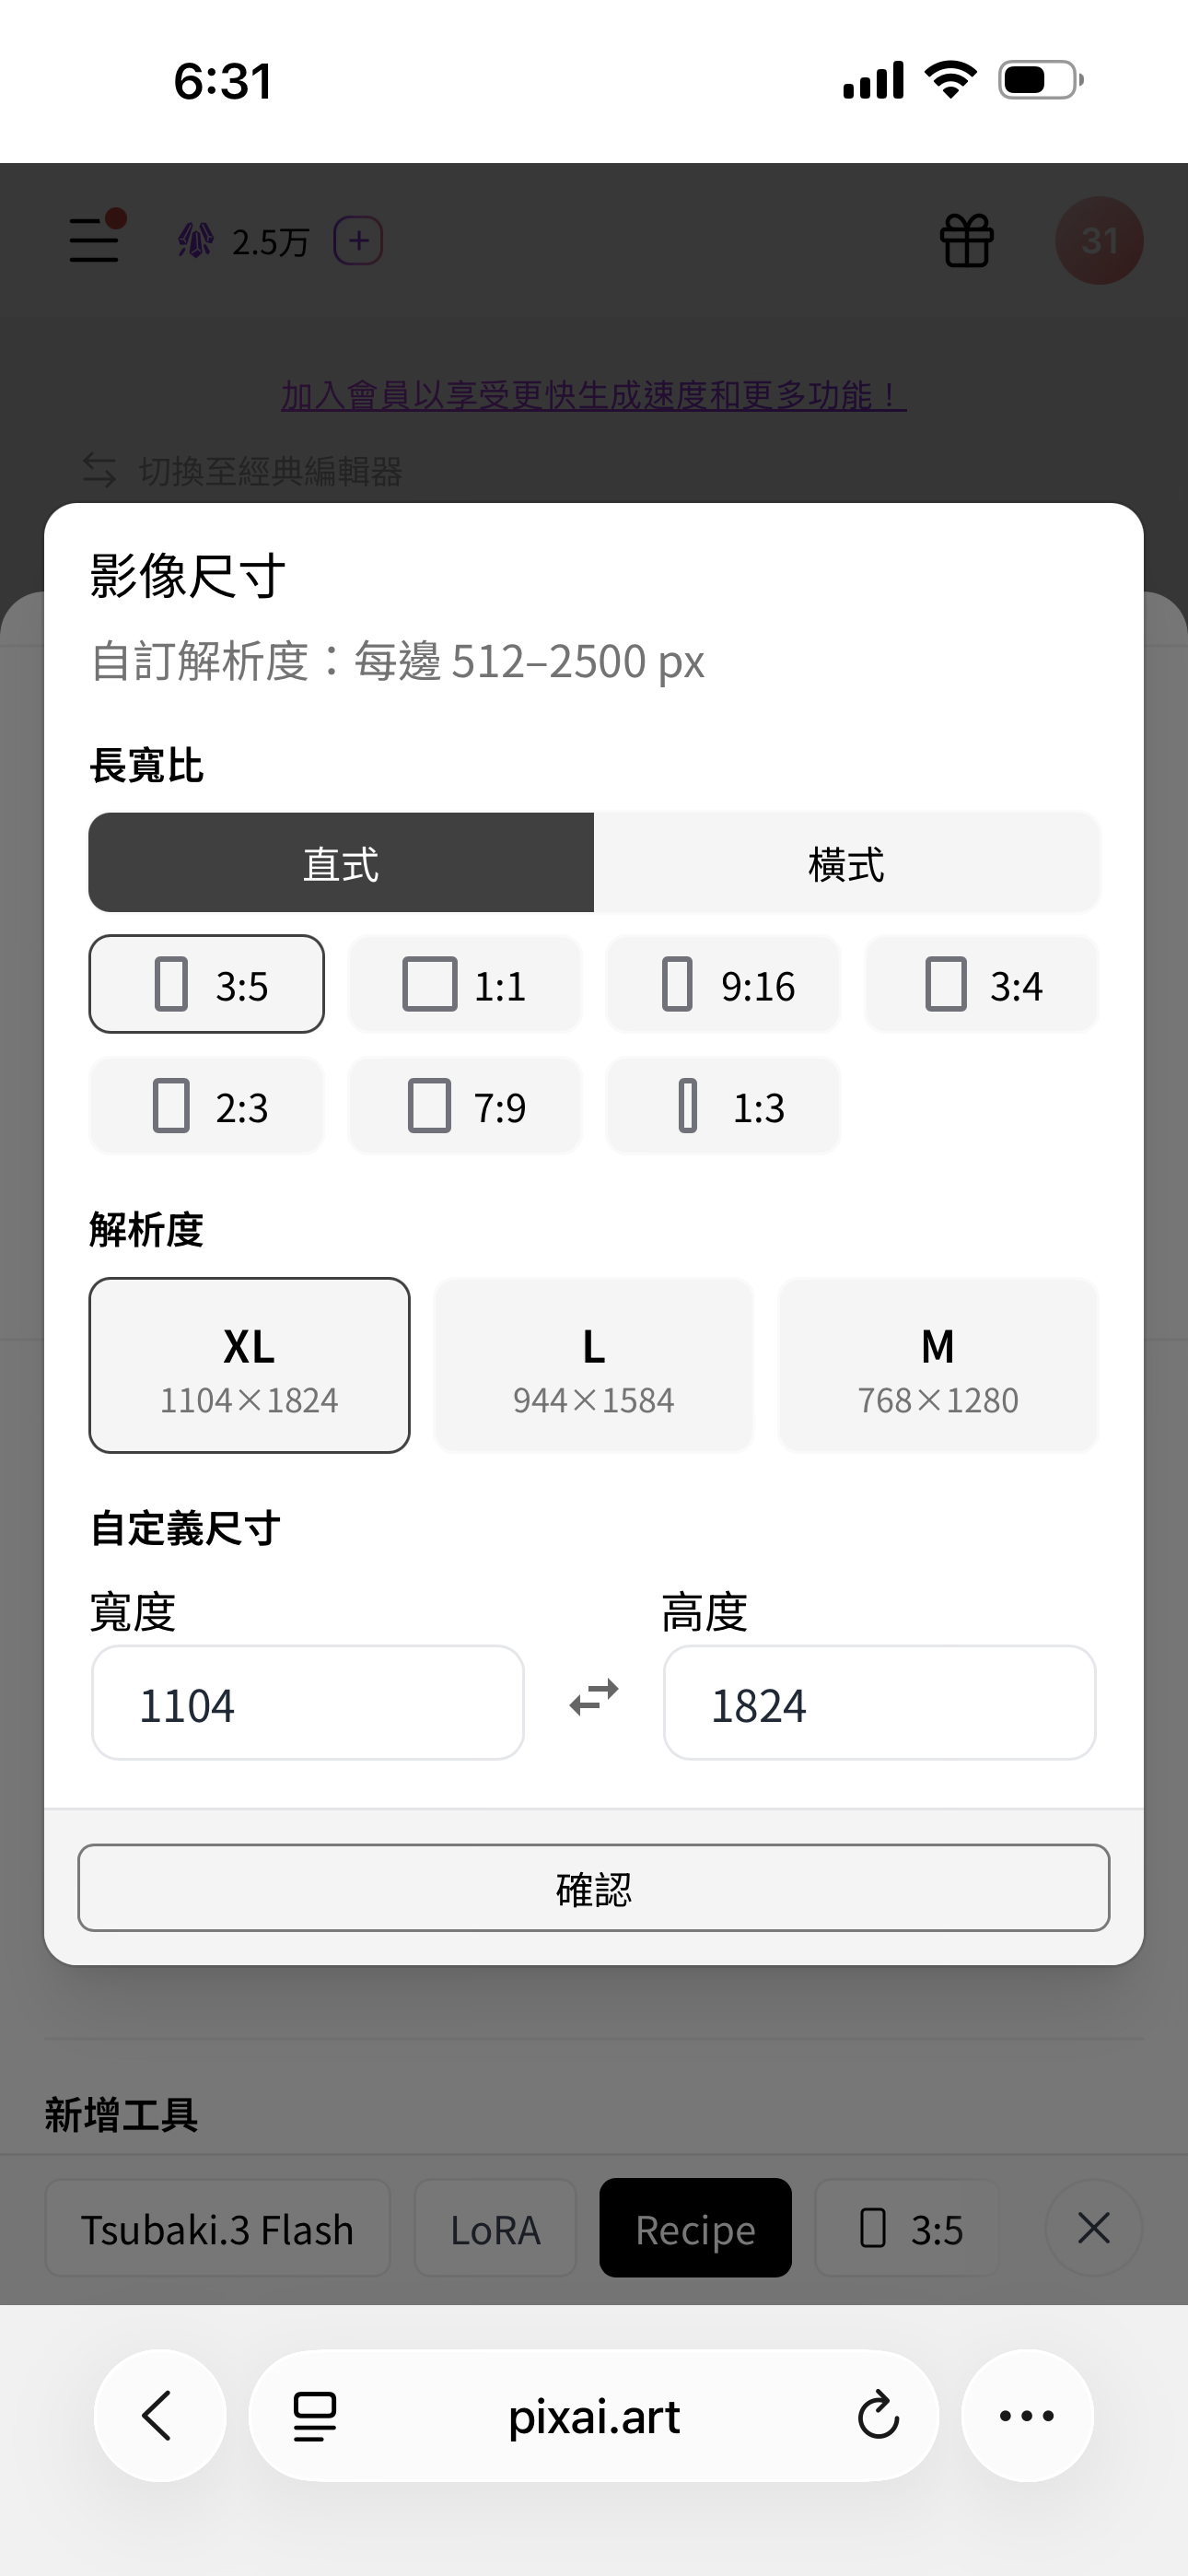 6:31
2.5万
31
加入會員以享受更快生成速度和更多功能！
切換至經典編輯器
影像尺寸
自訂解析度：每邊 512–2500 px
長寬比
直式 橫式
3:5 1:1 9:16 3:4
2:3 7:9 1:3
解析度
XL L M
1104×1824 944×1584 768×1280
自定義尺寸
寬度 高度
1104 1824
確認
新增工具
Tsubaki.3 Flash LoRA Recipe 3:5
pixai.art